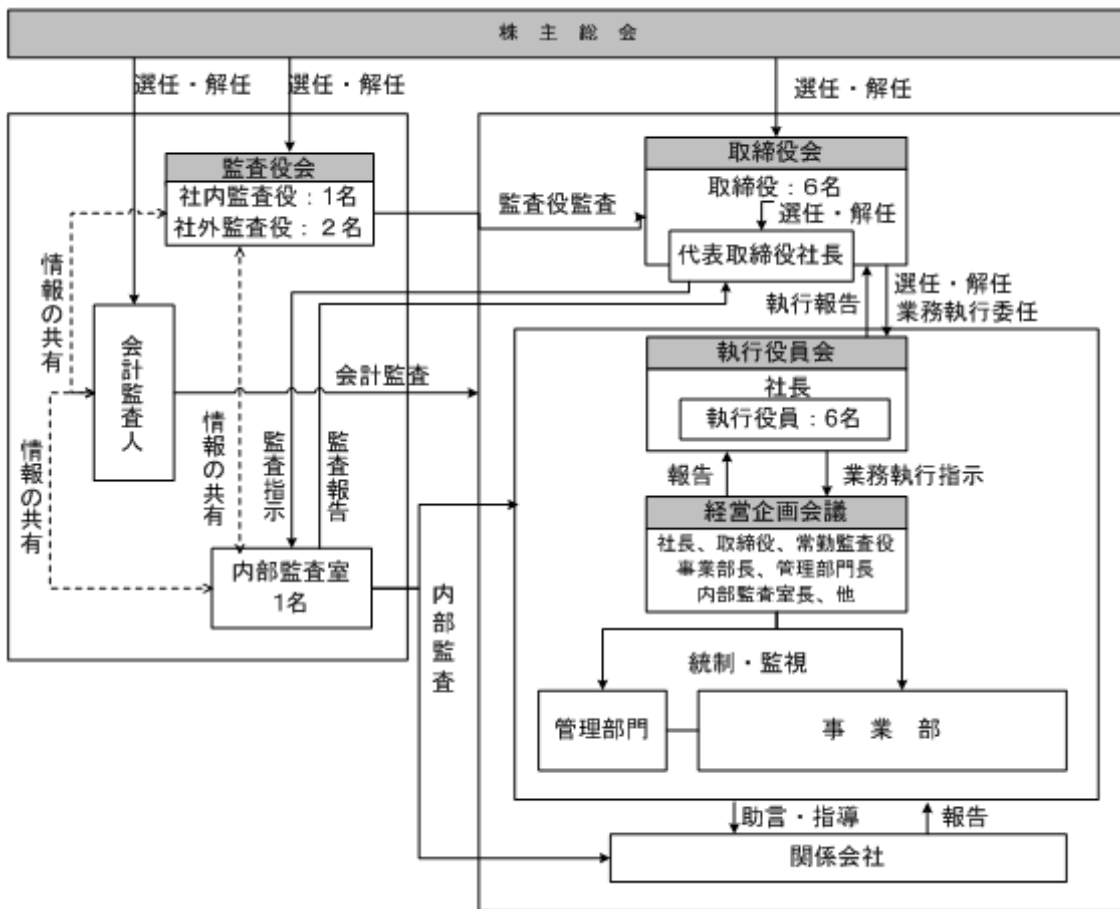 株 主 総 会
選任・解任
選任・解任
選任・解任
監査役会
社内監査役：1名
社外監査役：２名
監査役監査
取締役会
取締役：6名
選任・解任
代表取締役社長
執行報告
選任・解任
業務執行委任
情報の共有
会計監査人
会計監査
情報の共有
情報の共有
監査指示
監査報告
執行役員会
社長
執行役員：6名
報告
業務執行指示
経営企画会議
社長、取締役、常勤監査役
事業部長、管理部門長
内部監査室長、他
内部監査室
1名
内部監査
統制・監視
管理部門
事 業 部
助言・指導
報告
関係会社